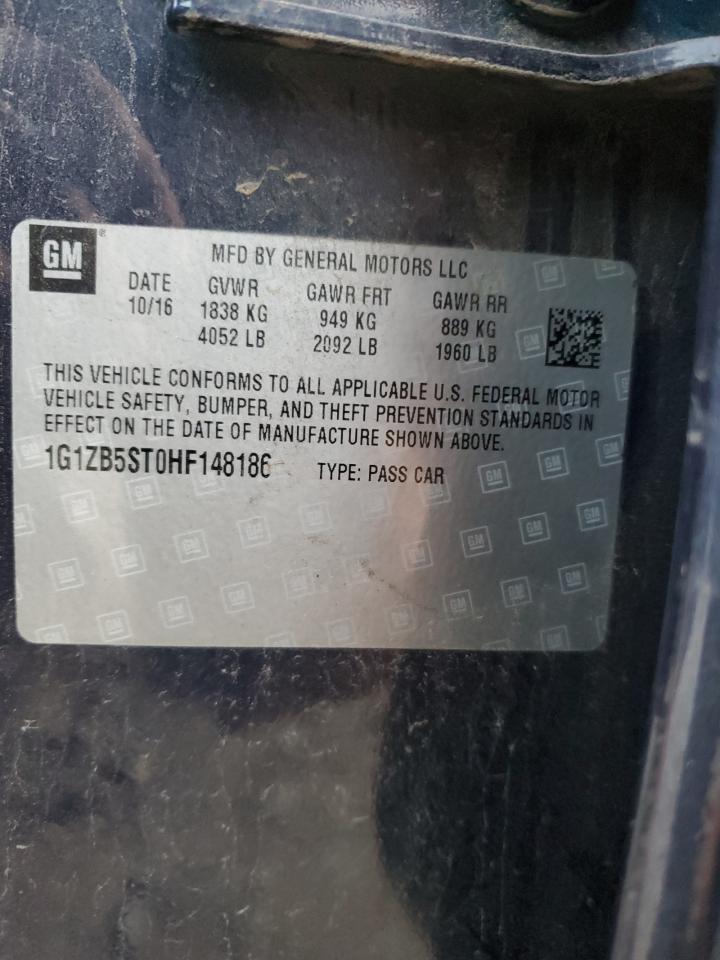 GM®
MFD BY GENERAL MOTORS LLC
DATE GVWR GAWR FRT GAWR RR
10/16 1838 KG 949 KG 889 KG
4052 LB 2092 LB 1960 LB
THIS VEHICLE CONFORMS TO ALL APPLICABLE U.S. FEDERAL MOTOR
VEHICLE SAFETY, BUMPER, AND THEFT PREVENTION STANDARDS IN
EFFECT ON THE DATE OF MANUFACTURE SHOWN ABOVE.
1G1ZB5ST0HF148186 TYPE: PASS CAR